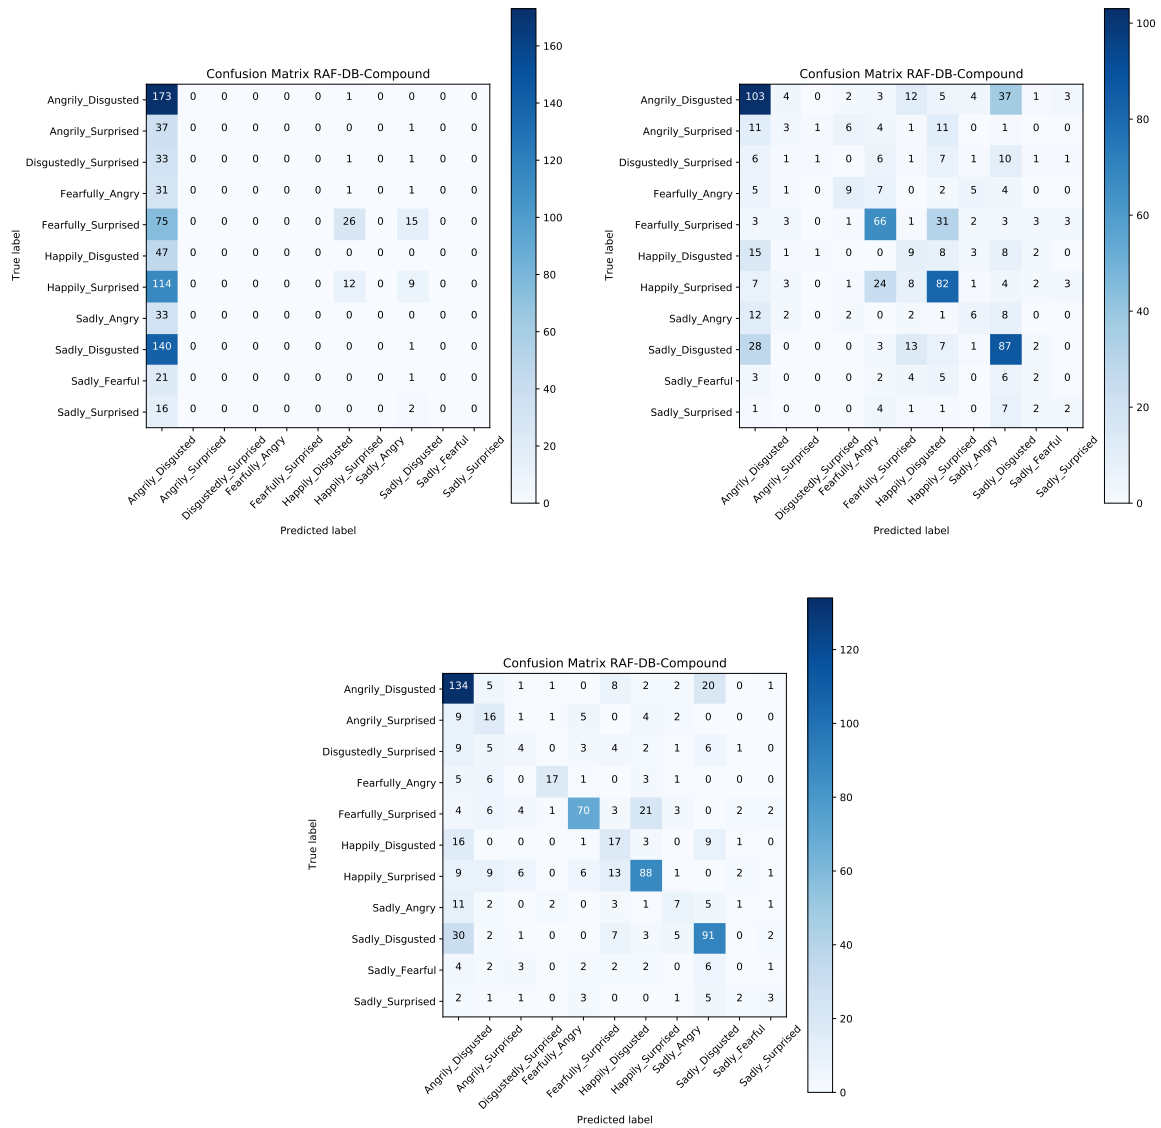 Confusion Matrix RAF-DB-Compound
True label
Angrily_Disgusted 173 0 0 0 0 0 1 0 0 0 0
Angrily_Surprised 37 0 0 0 0 0 0 0 1 0 0
Disgustedly_Surprised 33 0 0 0 0 0 1 0 1 0 0
Fearfully_Angry 31 0 0 0 0 0 1 0 1 0 0
Fearfully_Surprised 75 0 0 0 0 0 26 0 15 0 0
Happily_Disgusted 47 0 0 0 0 0 0 0 0 0 0
Happily_Surprised 114 0 0 0 0 0 12 0 9 0 0
Sadly_Angry 33 0 0 0 0 0 0 0 0 0 0
Sadly_Disgusted 140 0 0 0 0 0 0 0 1 0 0
Sadly_Fearful 21 0 0 0 0 0 0 0 1 0 0
Sadly_Surprised 16 0 0 0 0 0 0 0 2 0 0
Angrily_Disgusted Angrily_Surprised Disgustedly_Surprised Fearfully_Angry Fearfully_Surprised Happily_Disgusted Happily_Surprised Sadly_Angry Sadly_Disgusted Sadly_Fearful Sadly_Surprised
Predicted label
160
140
120
100
80
60
40
20
0
Confusion Matrix RAF-DB-Compound
True label
Angrily_Disgusted 103 4 0 2 3 12 5 4 37 1 3
Angrily_Surprised 11 3 1 6 4 1 11 0 1 0 0
Disgustedly_Surprised 6 1 1 0 6 1 7 1 10 1 1
Fearfully_Angry 5 1 0 9 7 0 2 5 4 0 0
Fearfully_Surprised 3 3 0 1 66 1 31 2 3 3 3
Happily_Disgusted 15 1 1 0 0 9 8 3 8 2 0
Happily_Surprised 7 3 0 1 24 8 82 1 4 2 3
Sadly_Angry 12 2 0 2 0 2 1 6 8 0 0
Sadly_Disgusted 28 0 0 0 3 13 7 1 87 2 0
Sadly_Fearful 3 0 0 0 2 4 5 0 6 2 0
Sadly_Surprised 1 0 0 0 4 1 1 0 7 2 2
Angrily_Disgusted Angrily_Surprised Disgustedly_Surprised Fearfully_Angry Fearfully_Surprised Happily_Disgusted Happily_Surprised Sadly_Angry Sadly_Disgusted Sadly_Fearful Sadly_Surprised
Predicted label
100
80
60
40
20
0
Confusion Matrix RAF-DB-Compound
True label
Angrily_Disgusted 134 5 1 1 0 8 2 2 20 0 1
Angrily_Surprised 9 16 1 1 5 0 4 2 0 0 0
Disgustedly_Surprised 9 5 4 0 3 4 2 1 6 1 0
Fearfully_Angry 5 6 0 17 1 0 3 1 0 0 0
Fearfully_Surprised 4 6 4 1 70 3 21 3 0 2 2
Happily_Disgusted 16 0 0 0 1 17 3 0 9 1 0
Happily_Surprised 9 9 6 0 6 13 88 1 0 2 1
Sadly_Angry 11 2 0 2 0 3 1 7 5 1 1
Sadly_Disgusted 30 2 1 0 0 7 3 5 91 0 2
Sadly_Fearful 4 2 3 0 2 2 2 0 6 0 1
Sadly_Surprised 2 1 1 0 3 0 0 1 5 2 3
Angrily_Disgusted Angrily_Surprised Disgustedly_Surprised Fearfully_Angry Fearfully_Surprised Happily_Disgusted Happily_Surprised Sadly_Angry Sadly_Disgusted Sadly_Fearful Sadly_Surprised
Predicted label
120
100
80
60
40
20
0